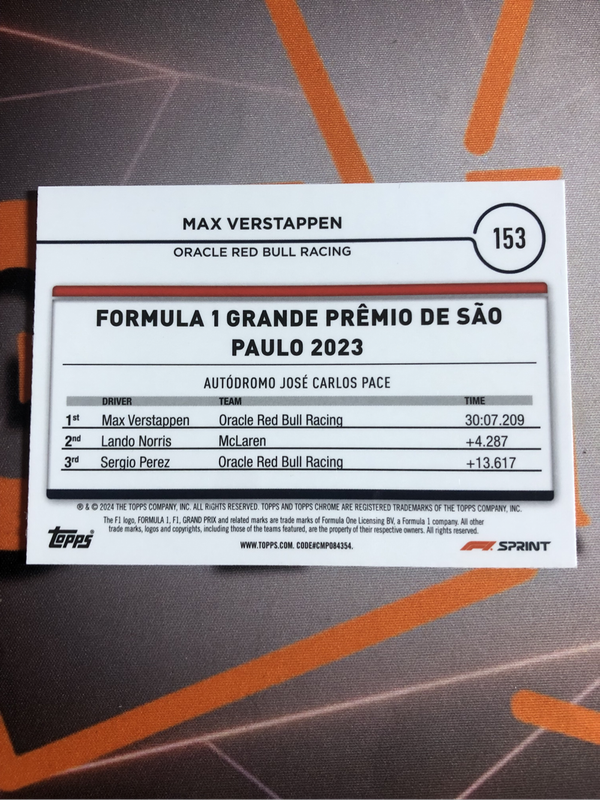 MAX VERSTAPPEN
153
ORACLE RED BULL RACING
FORMULA 1 GRANDE PRÊMIO DE SÃO
PAULO 2023
AUTÓDROMO JOSÉ CARLOS PACE
DRIVER TEAM TIME
1st Max Verstappen Oracle Red Bull Racing 30:07.209
2nd Lando Norris McLaren +4.287
3rd Sergio Perez Oracle Red Bull Racing +13.617
® & © 2024 THE TOPPS COMPANY, INC. ALL RIGHTS RESERVED. TOPPS AND TOPPS CHROME ARE REGISTERED TRADEMARKS OF THE TOPPS COMPANY, INC.
The F1 logo, FORMULA 1, F1, GRAND PRIX and related marks are trade marks of Formula One Licensing BV, a Formula 1 company. All other
trade marks, logos and copyrights, including those of the teams featured, are the property of their respective owners. All rights reserved.
Topps
WWW.TOPPS.COM. CODE#CMP084354.
F1 SPRINT